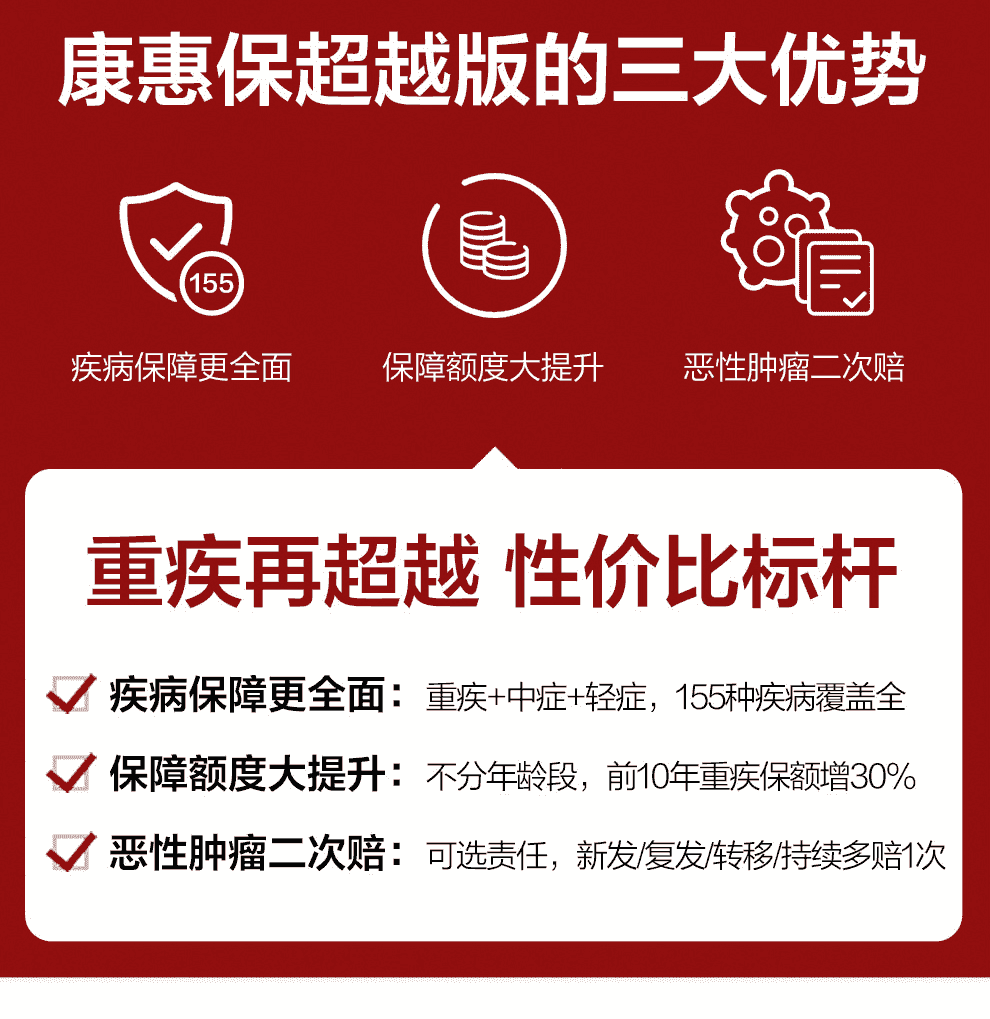 康惠保超越版的三大优势
155
疾病保障更全面
保障额度大提升
恶性肿瘤二次赔
重疾再超越 性价比标杆
疾病保障更全面：重疾+中症+轻症，155种疾病覆盖全
保障额度大提升：不分年龄段，前10年重疾保额增30%
恶性肿瘤二次赔：可选责任，新发/复发/转移/持续多赔1次